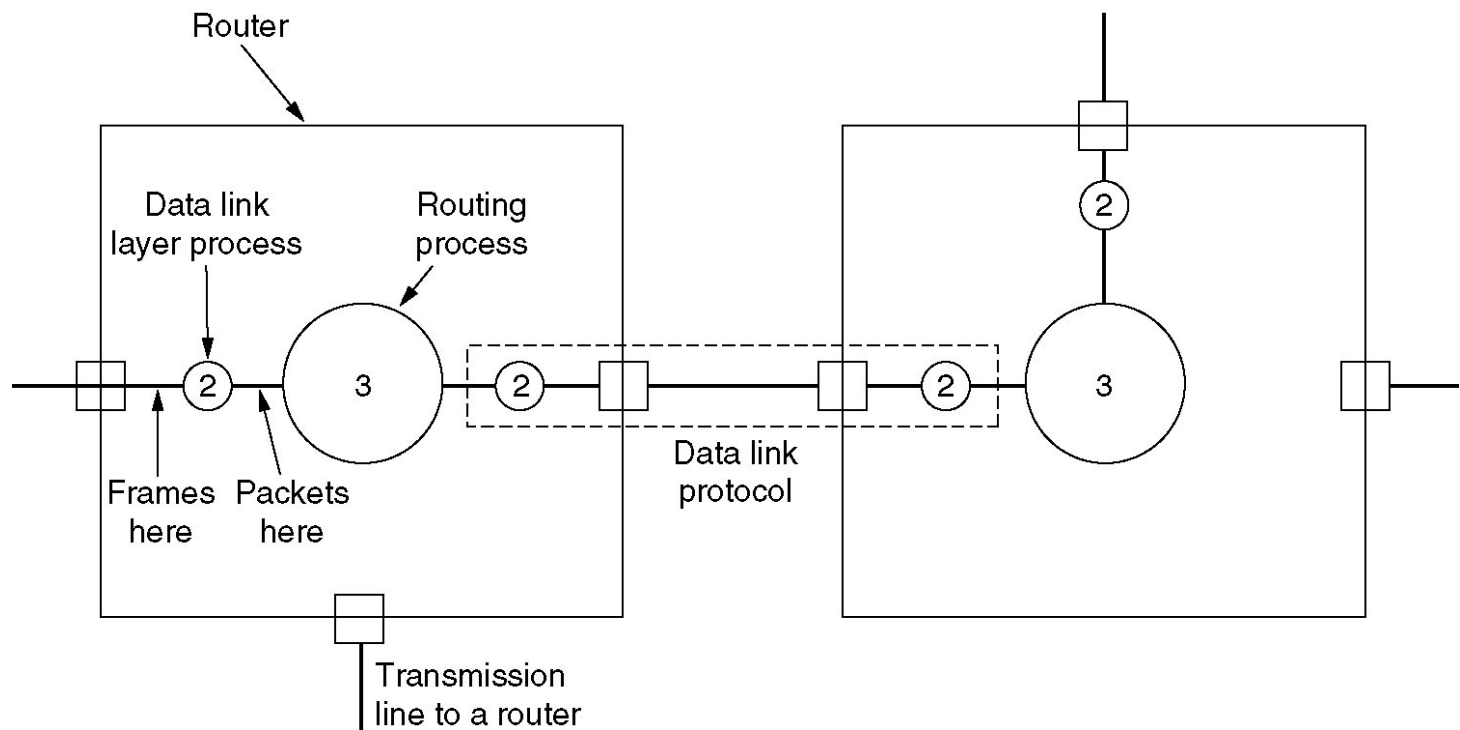 Router
Data link
layer process
Routing
process
2
2
3
2
2
3
Frames
here
Packets
here
Data link
protocol
Transmission
line to a router